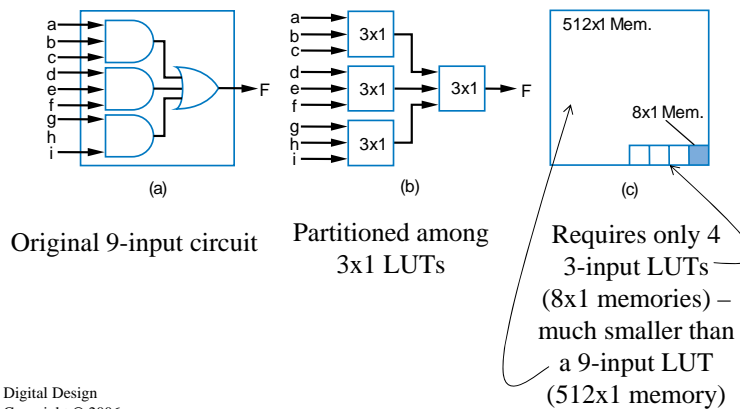 a
b
c
d
e
f
g
h
i
F
(a)
Original 9-input circuit
a
b
c
d
e
f
g
h
i
3x1
3x1
3x1
3x1
F
(b)
Partitioned among
3x1 LUTs
512x1 Mem.
8x1 Mem.
(c)
Requires only 4
3-input LUTs
(8x1 memories) –
much smaller than
a 9-input LUT
(512x1 memory)
Digital Design